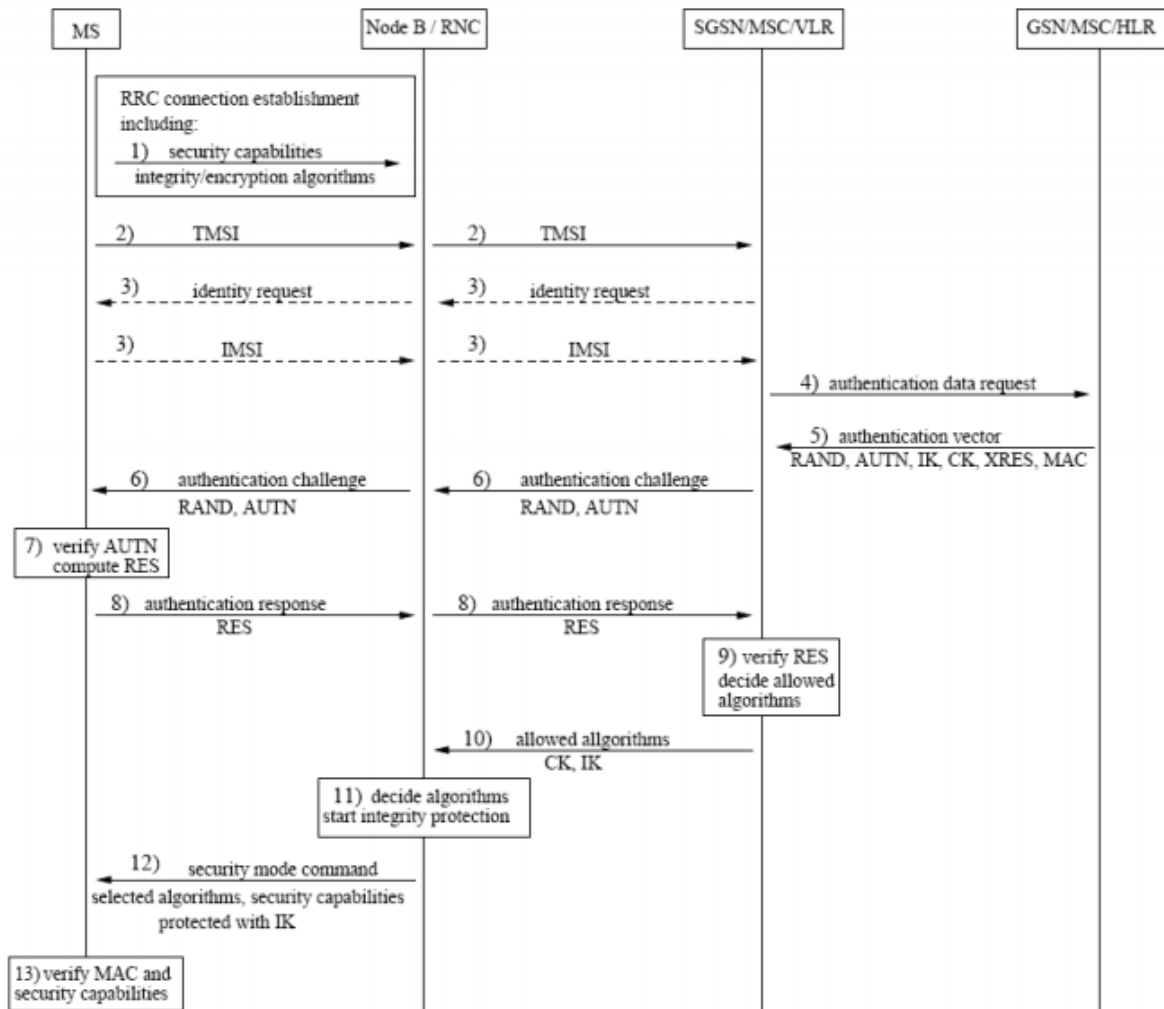 MS
Node B / RNC
SGSN/MSC/VLR
GSN/MSC/HLR
RRC connection establishment
including:
1) security capabilities
integrity/encryption algorithms
2) TMSI
2) TMSI
3) identity request
3) identity request
3) IMSI
3) IMSI
4) authentication data request
5) authentication vector
RAND, AUTN, IK, CK, XRES, MAC
6) authentication challenge
RAND, AUTN
6) authentication challenge
RAND, AUTN
7) verify AUTN
compute RES
8) authentication response
RES
8) authentication response
RES
9) verify RES
decide allowed
algorithms
10) allowed allgorithms
CK, IK
11) decide algorithms
start integrity protection
12) security mode command
selected algorithms, security capabilities
protected with IK
13) verify MAC and
security capabilities